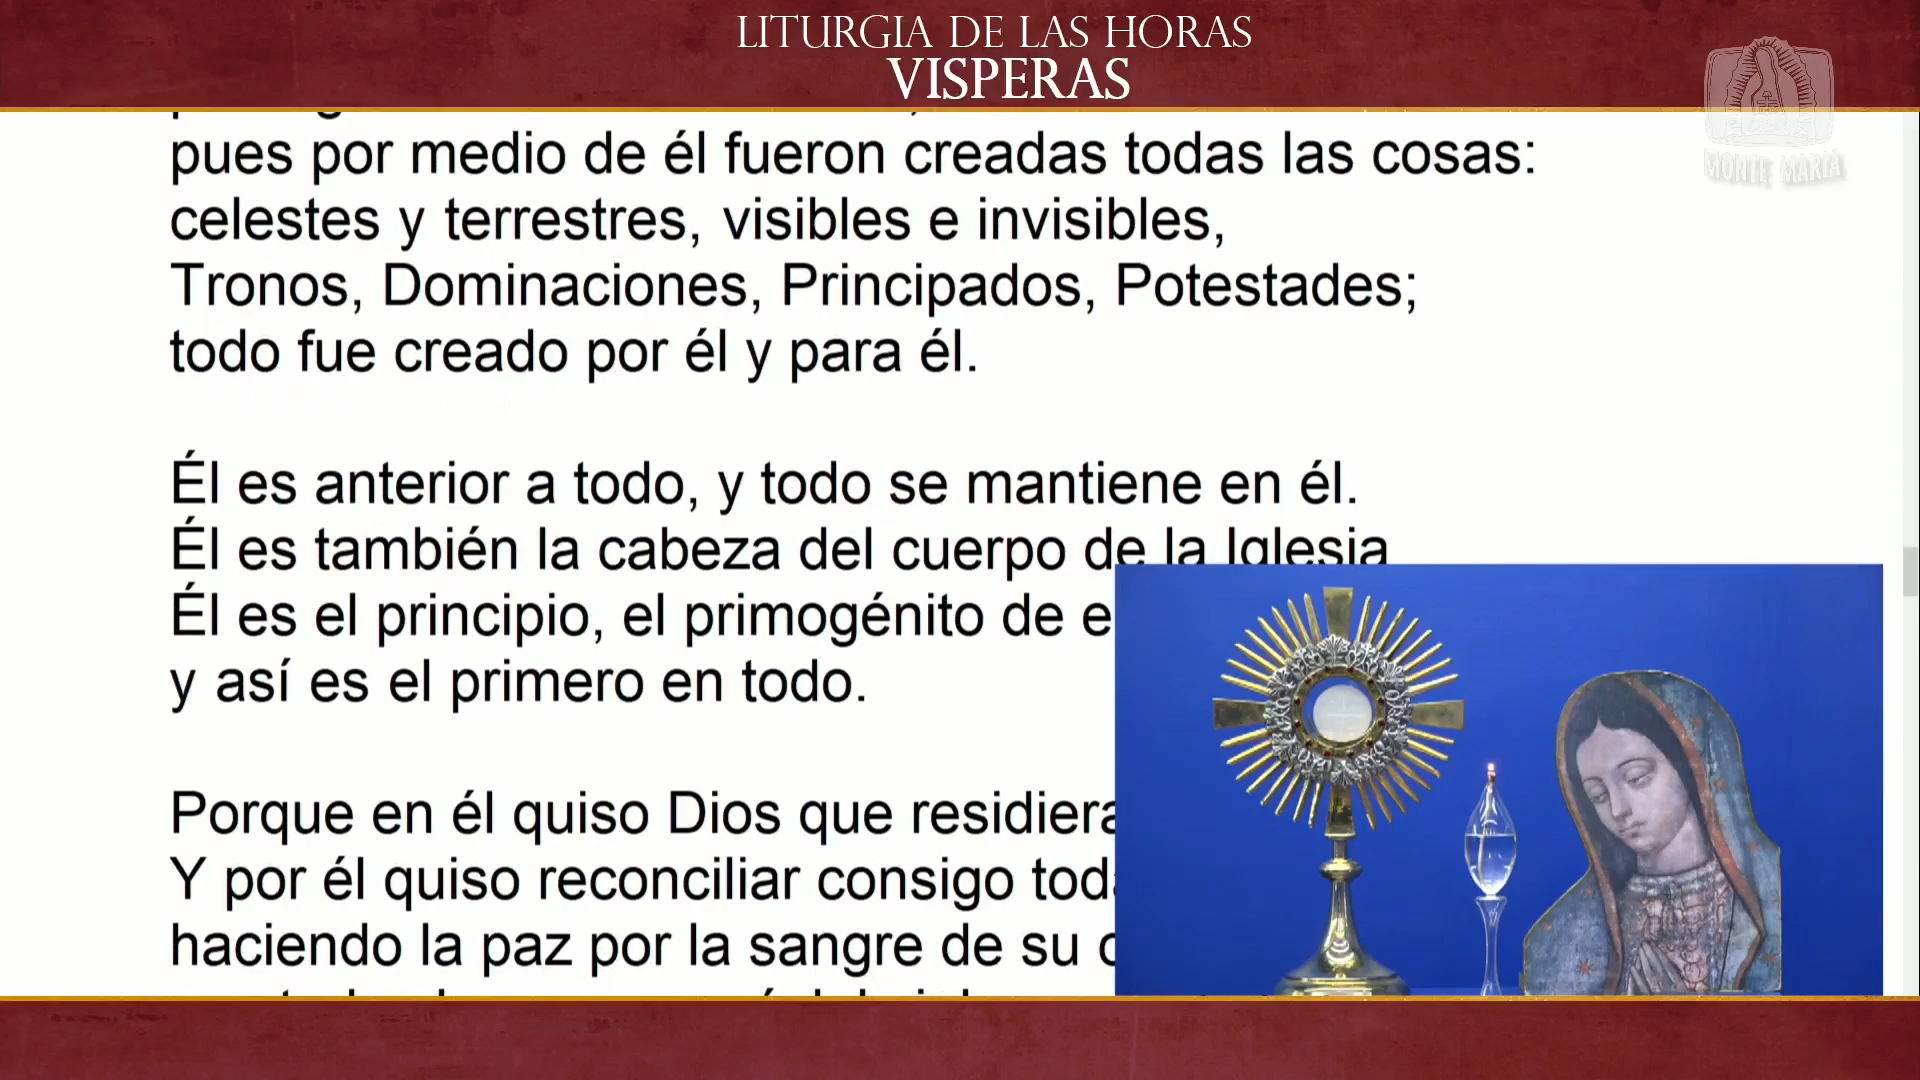 LITURGIA DE LAS HORAS
VISPERAS
MONTE MARIA
pues por medio de él fueron creadas todas las cosas:
celestes y terrestres, visibles e invisibles,
Tronos, Dominaciones, Principados, Potestades;
todo fue creado por él y para él.
Él es anterior a todo, y todo se mantiene en él.
Él es también la cabeza del cuerpo de la Iglesia
Él es el principio, el primogénito de e
y así es el primero en todo.
Porque en él quiso Dios que residiera
Y por él quiso reconciliar consigo tod
haciendo la paz por la sangre de su